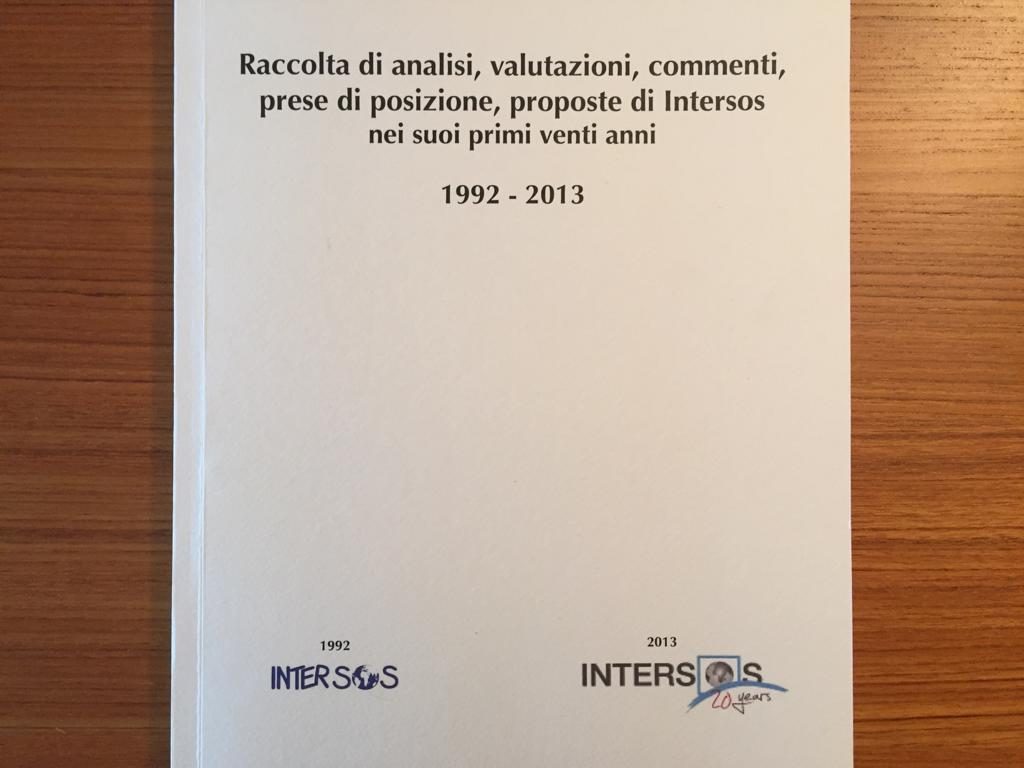 Raccolta di analisi, valutazioni, commenti,
prese di posizione, proposte di Intersos
nei suoi primi venti anni
1992 - 2013
1992
INTERSOS
2013
INTERSOS
20 years